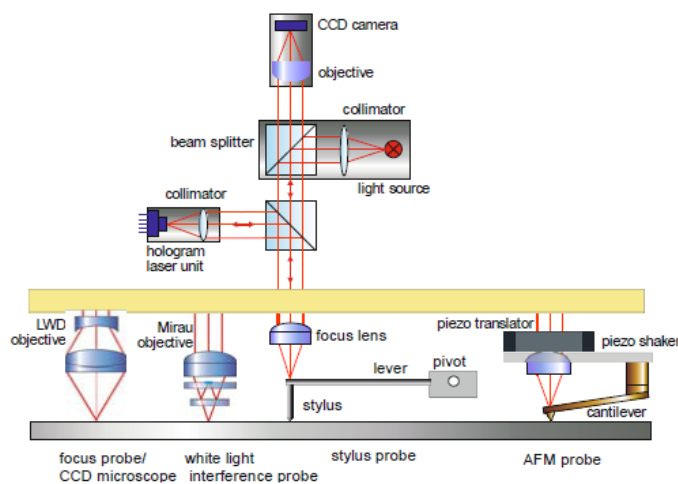 CCD camera
objective
collimator
beam splitter
light source
collimator
hologram
laser unit
LWD
objective
Mirau
objective
focus lens
piezo translator
piezo shaker
pivot
lever
stylus
cantilever
focus probe/
CCD microscope
white light
interference probe
stylus probe
AFM probe